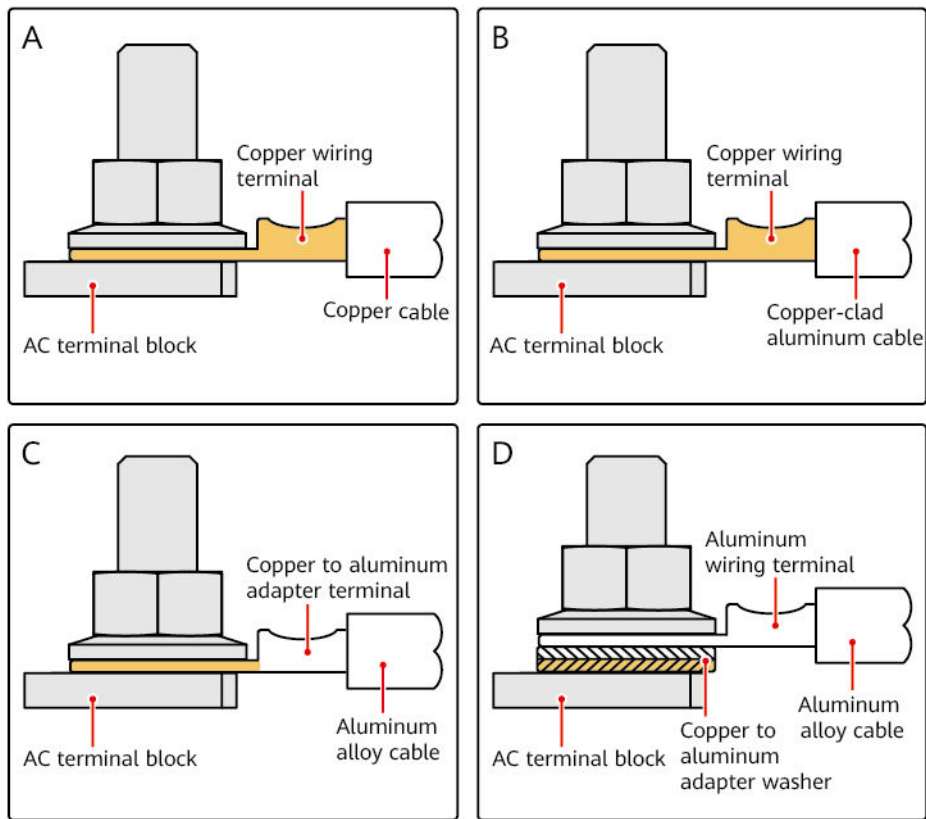 A
Copper wiring
terminal
Copper cable
AC terminal block
B
Copper wiring
terminal
Copper-clad
aluminum cable
AC terminal block
C
Copper to aluminum
adapter terminal
Aluminum
alloy cable
AC terminal block
D
Aluminum
wiring terminal
Aluminum
alloy cable
Copper to
aluminum
adapter washer
AC terminal block